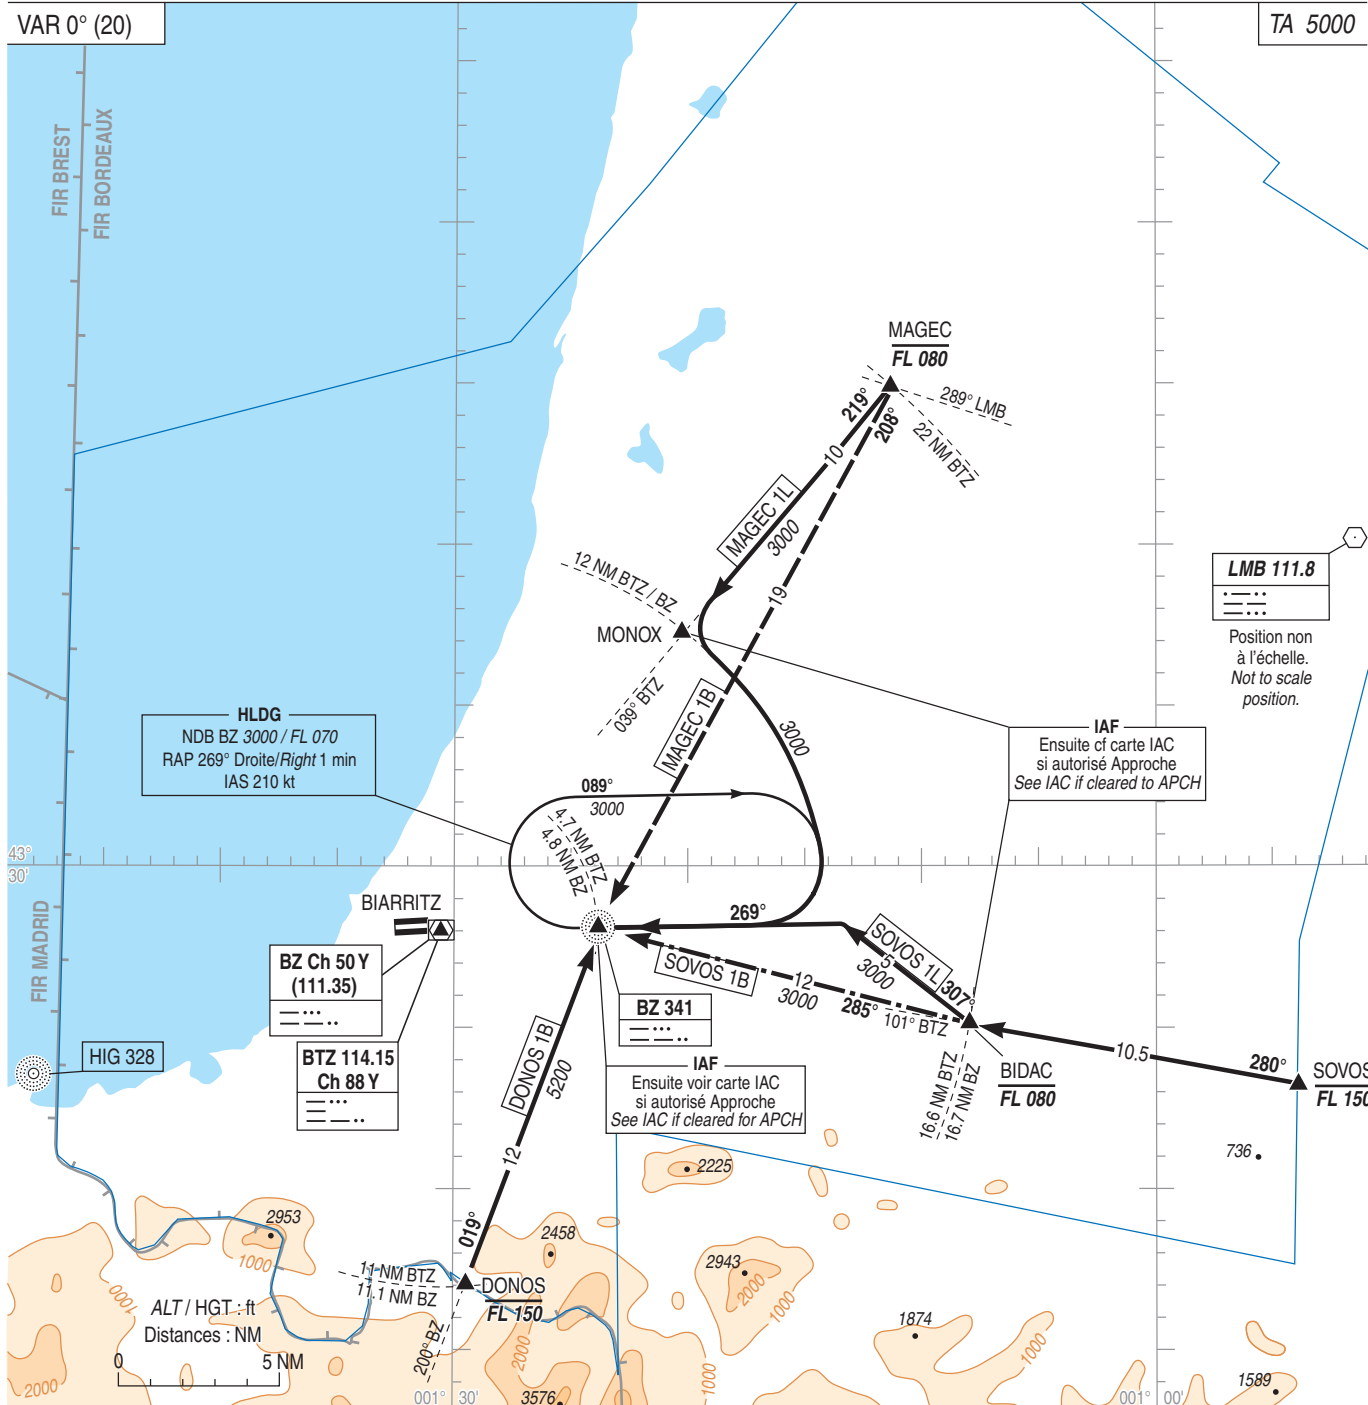 VAR 0° (20)
TA 5000
FIR BREST
FIR BORDEAUX
MAGEC
FL 080
219°
208°
289° LMB
22 NM BTZ
10
MAGEC 1L
3000
12 NM BTZ / BZ
19
MONOX
039° BTZ
MAGEC 1B
3000
LMB 111.8
Position non
à l'échelle.
Not to scale
position.
HLDG
NDB BZ 3000 / FL 070
RAP 269° Droite/Right 1 min
IAS 210 kt
IAF
Ensuite cf carte IAC
si autorisé Approche
See IAC if cleared to APCH
089°
3000
4.7 NM BTZ
4.8 NM BZ
43°
30'
BIARRITZ
269°
FIR MADRID
BZ Ch 50 Y
(111.35)
SOVOS 1L
5
3000
307°
SOVOS 1B
12
3000
285°
101° BTZ
BZ 341
HIG 328
BTZ 114.15
Ch 88 Y
DONOS 1B
5200
12
019°
IAF
Ensuite voir carte IAC
si autorisé Approche
See IAC if cleared for APCH
BIDAC
FL 080
16.6 NM BTZ
16.7 NM BZ
10.5
280°
SOVOS
FL 150
736
2225
2953
1000
2458
2943
2000
1000
11 NM BTZ
11.1 NM BZ
DONOS
FL 150
200° BZ
1000
ALT / HGT : ft
Distances : NM
0
5 NM
2000
2000
3576
1000
1874
1000
1589
001°
30'
001°
00'